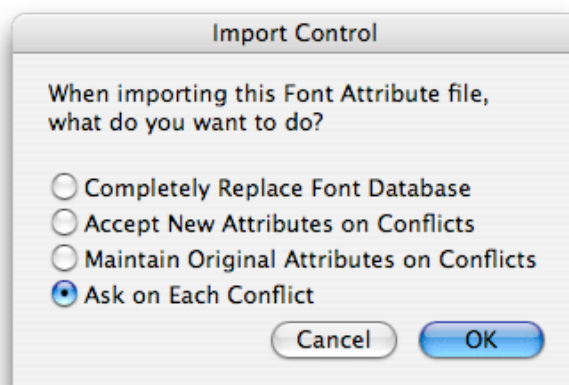 Import Control
When importing this Font Attribute file,
what do you want to do?
Completely Replace Font Database
Accept New Attributes on Conflicts
Maintain Original Attributes on Conflicts
Ask on Each Conflict
Cancel OK